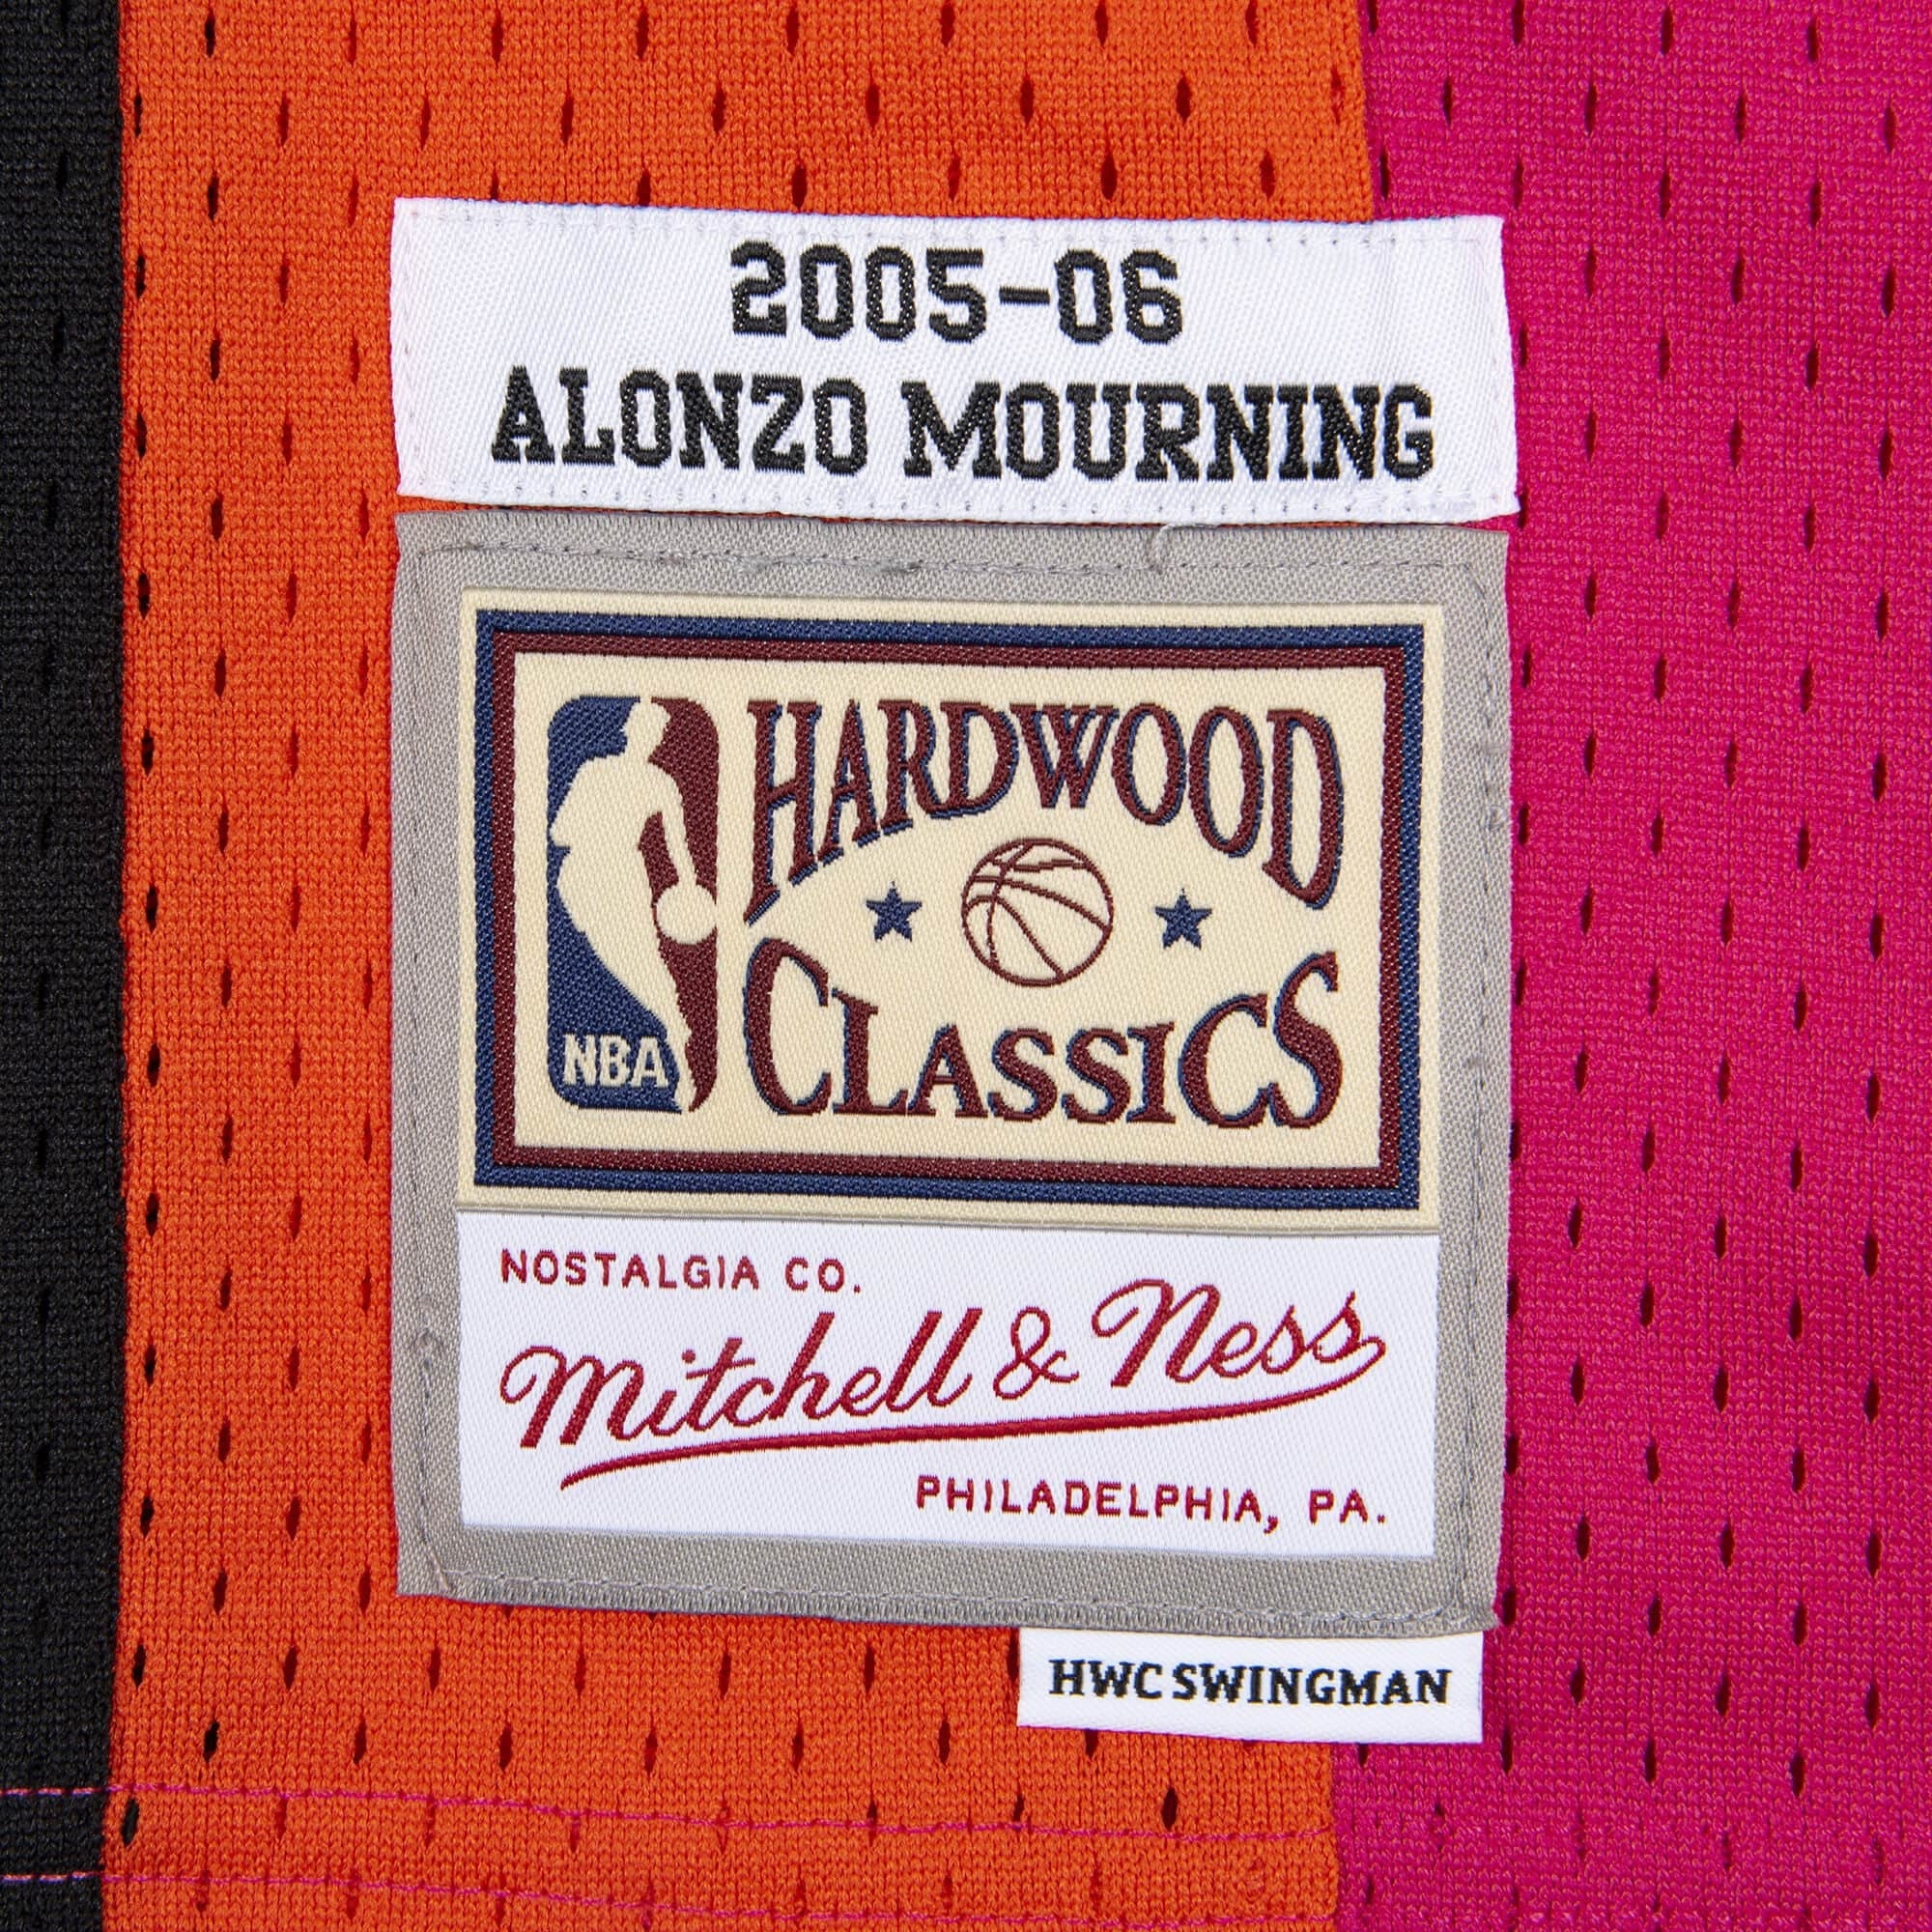 2005-06
ALONZO MOURNING
HARDWOOD
CLASSICS
NBA
NOSTALGIA CO.
Mitchell & Ness
PHILADELPHIA, PA.
HWC SWINGMAN